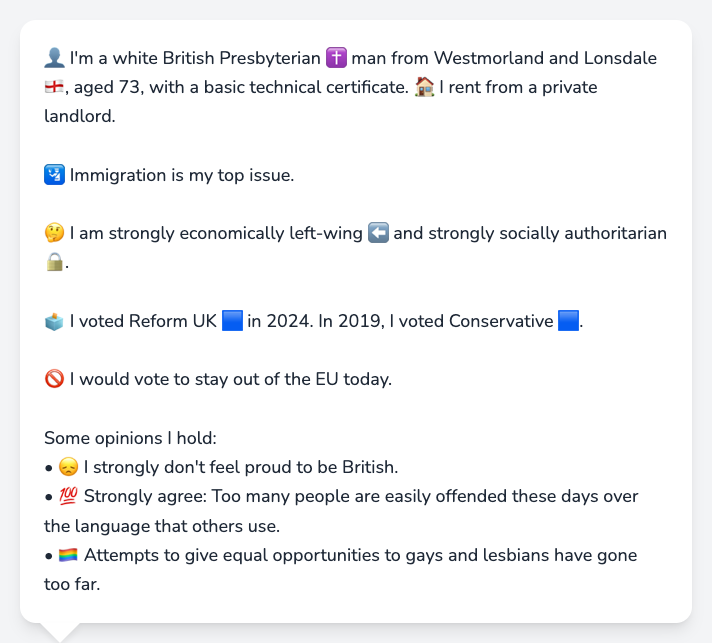 👤 I'm a white British Presbyterian ✝️ man from Westmorland and Lonsdale
🏴󠁧󠁢󠁥󠁮󠁧󠁿, aged 73, with a basic technical certificate. 🏠 I rent from a private
landlord.
🛂 Immigration is my top issue.
🤔 I am strongly economically left-wing ⬅️ and strongly socially authoritarian
🔒.
🗳️ I voted Reform UK 🟦 in 2024. In 2019, I voted Conservative 🟦.
🚫 I would vote to stay out of the EU today.
Some opinions I hold:
• 😞 I strongly don't feel proud to be British.
• 💯 Strongly agree: Too many people are easily offended these days over
the language that others use.
• 🏳️‍🌈 Attempts to give equal opportunities to gays and lesbians have gone
too far.